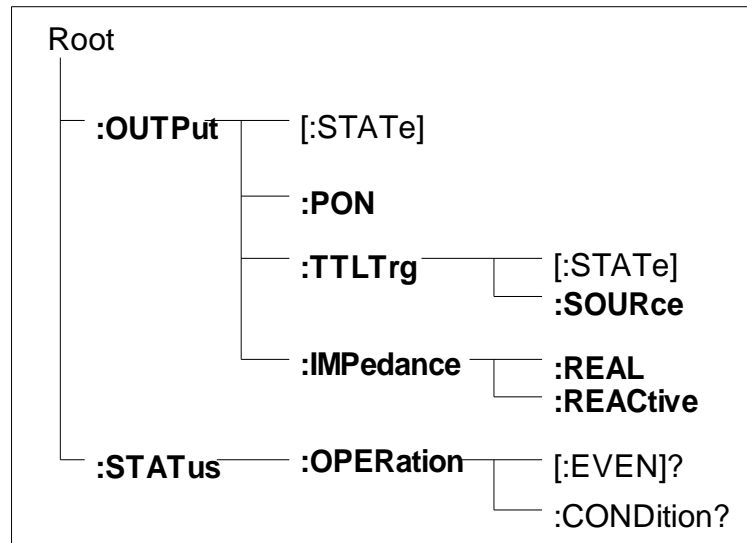 Root
:OUTPut [:STATe]
:PON
:TTLTrg [:STATe]
:SOURce
:IMPedance :REAL
:REACtive
:STATus :OPERation [:EVEN]?
:CONDition?